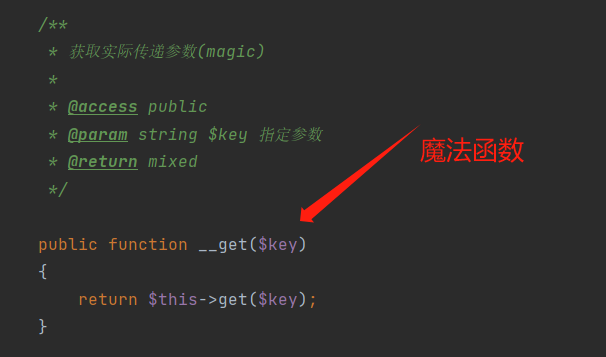 /**
 * 获取实际传递参数(magic)
 *
 * @access public
 * @param string $key 指定参数
 * @return mixed
 */
魔法函数
public function __get($key)
{
    return $this->get($key);
}